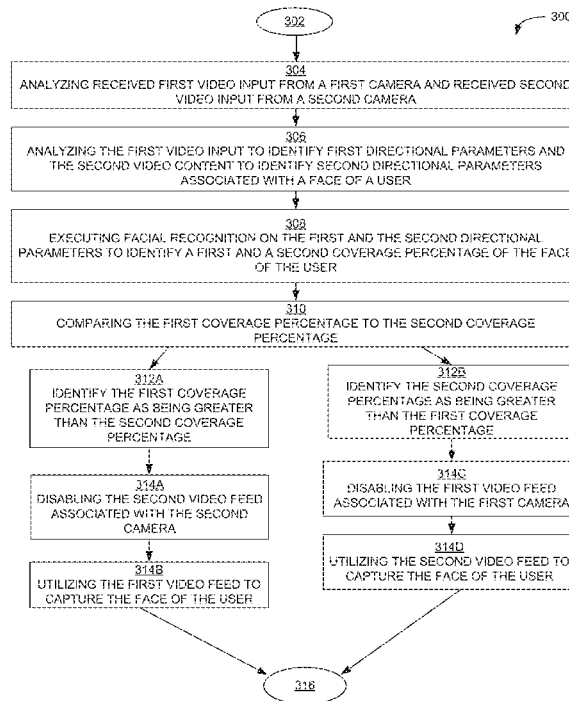 300
302
304
ANALYZING RECEIVED FIRST VIDEO INPUT FROM A FIRST CAMERA AND RECEIVED SECOND
VIDEO INPUT FROM A SECOND CAMERA
306
ANALYZING THE FIRST VIDEO INPUT TO IDENTIFY FIRST DIRECTIONAL PARAMETERS AND
THE SECOND VIDEO CONTENT TO IDENTIFY SECOND DIRECTIONAL PARAMETERS
ASSOCIATED WITH A FACE OF A USER
308
EXECUTING FACIAL RECOGNITION ON THE FIRST AND THE SECOND DIRECTIONAL
PARAMETERS TO IDENTIFY A FIRST AND A SECOND COVERAGE PERCENTAGE OF THE FACE
OF THE USER
310
COMPARING THE FIRST COVERAGE PERCENTAGE TO THE SECOND COVERAGE
PERCENTAGE
312A
IDENTIFY THE FIRST COVERAGE
PERCENTAGE AS BEING GREATER
THAN THE SECOND COVERAGE
PERCENTAGE
312B
IDENTIFY THE SECOND COVERAGE
PERCENTAGE AS BEING GREATER
THAN THE FIRST COVERAGE
PERCENTAGE
314A
DISABLING THE SECOND VIDEO FEED
ASSOCIATED WITH THE SECOND
CAMERA
314C
DISABLING THE FIRST VIDEO FEED
ASSOCIATED WITH THE FIRST CAMERA
314B
UTILIZING THE FIRST VIDEO FEED TO
CAPTURE THE FACE OF THE USER
314D
UTILIZING THE SECOND VIDEO FEED TO
CAPTURE THE FACE OF THE USER
316